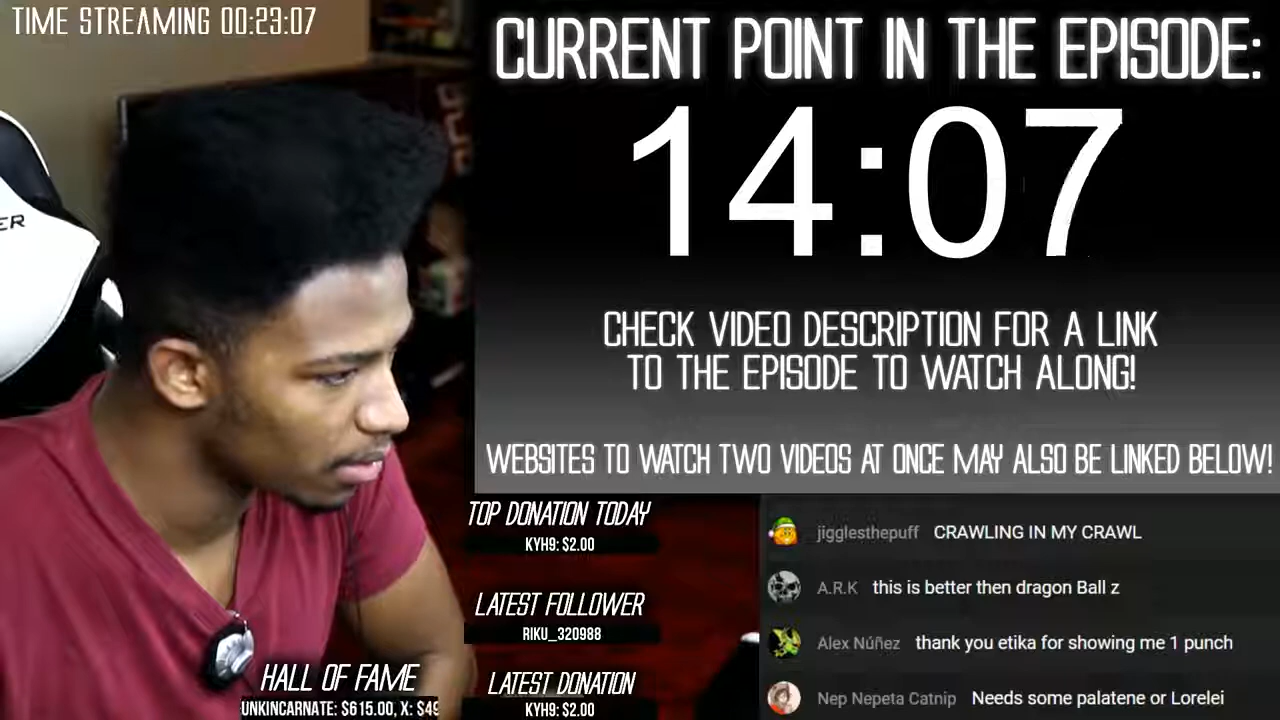 TIME STREAMING 00:23:07
CURRENT POINT IN THE EPISODE:
14:07
CHECK VIDEO DESCRIPTION FOR A LINK
TO THE EPISODE TO WATCH ALONG!
WEBSITES TO WATCH TWO VIDEOS AT ONCE MAY ALSO BE LINKED BELOW!
ER
TOP DONATION TODAY
KYH9: $2.00
LATEST FOLLOWER
RIKU_320988
LATEST DONATION
KYH9: $2.00
HALL OF FAME
UNKINCARNATE: $615.00, X: $49
jigglesthepuff CRAWLING IN MY CRAWL
A.R.K this is better then dragon Ball z
Alex Núñez thank you etika for showing me 1 punch
Nep Nepeta Catnip Needs some palatene or Lorelei